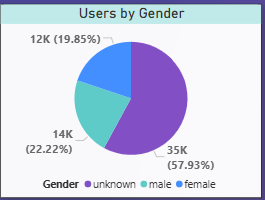 Users by Gender
12K (19.85%)
14K
(22.22%)
35K
(57.93%)
Gender unknown male female